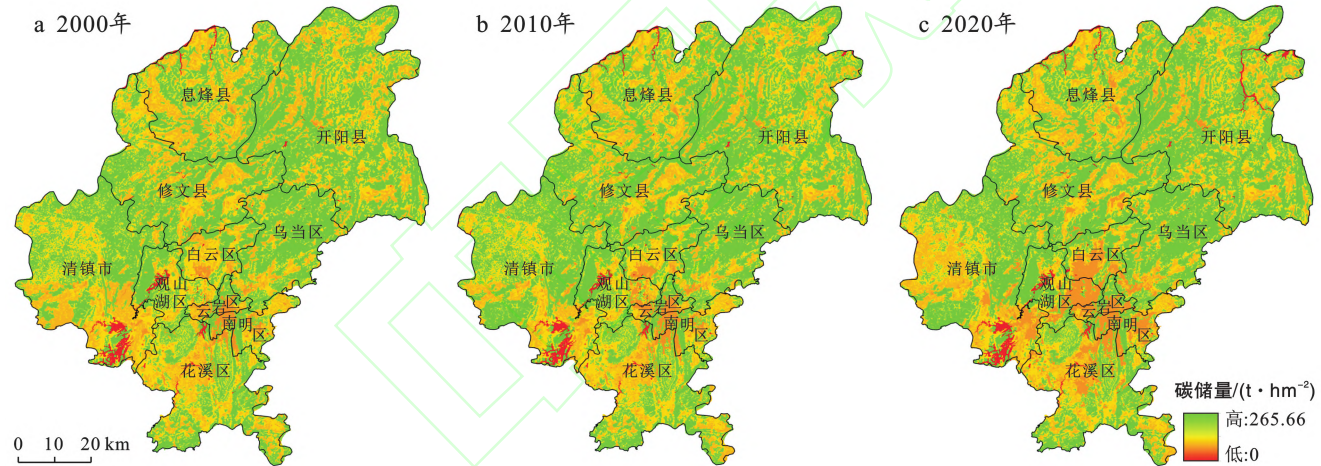 a 2000年
息烽县
开阳县
修文县
乌当区
白云区
清镇市
观山
湖区
云岩
区
南明
区
花溪区
0 10 20 km
b 2010年
息烽县
开阳县
修文县
乌当区
白云区
清镇市
观山
湖区
云岩
区
南明
区
花溪区
c 2020年
息烽县
开阳县
修文县
乌当区
白云区
清镇市
观山
湖区
云岩
区
南明
区
花溪区
碳储量/(t·hm⁻²)
高:265.66
低:0